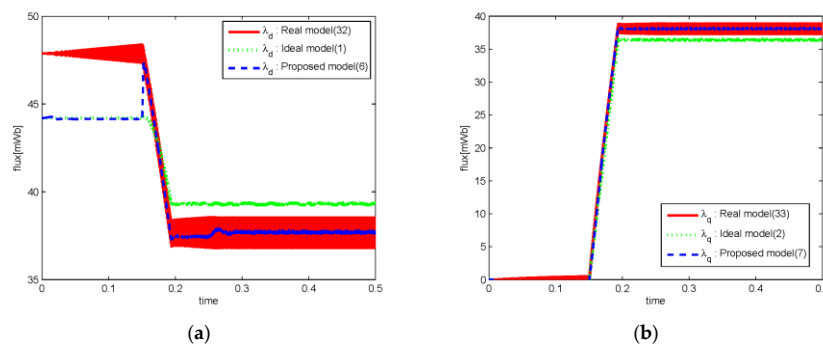 50
45
40
35
flux[mWb]
0
0.1
0.2
0.3
0.4
0.5
time
λd : Real model(32)
λd : Ideal model(1)
λd : Proposed model(6)
(a)
40
35
30
25
20
15
10
5
0
flux[mWb]
0
0.1
0.2
0.3
0.4
0.5
time
λq : Real model(33)
λq : Ideal model(2)
λq : Proposed model(7)
(b)